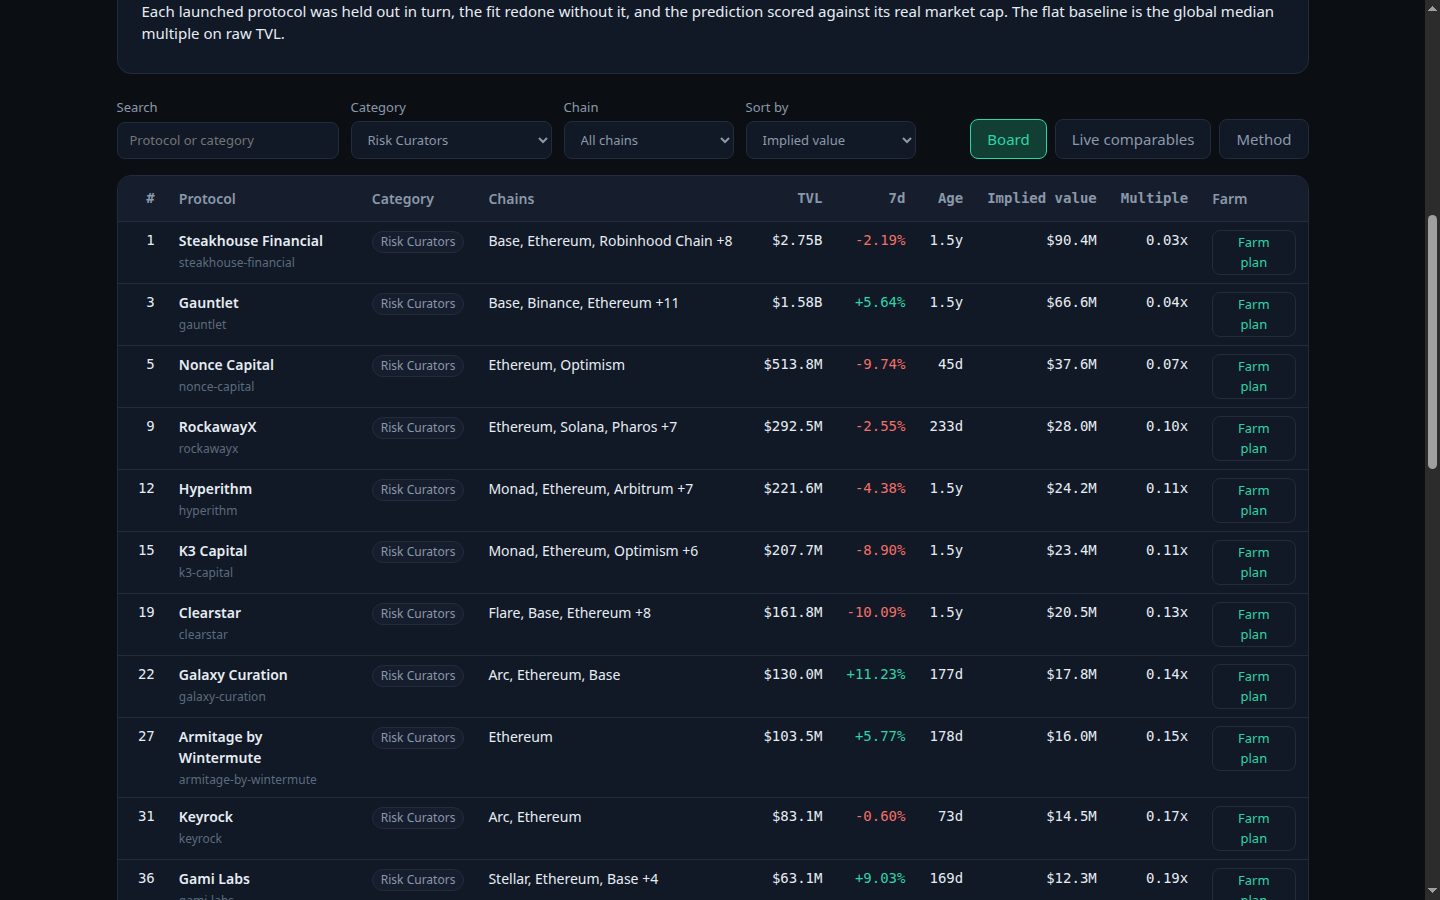 Each launched protocol was held out in turn, the fit redone without it, and the prediction scored against its real market cap. The flat baseline is the global median
multiple on raw TVL.
Search Category Chain Sort by
Protocol or category Risk Curators All chains Implied value Board Live comparables Method
# Protocol Category Chains TVL 7d Age Implied value Multiple Farm
1 Steakhouse Financial Risk Curators Base, Ethereum, Robinhood Chain +8 $2.75B -2.19% 1.5y $90.4M 0.03x Farm plan
steakhouse-financial
3 Gauntlet Risk Curators Base, Binance, Ethereum +11 $1.58B +5.64% 1.5y $66.6M 0.04x Farm plan
gauntlet
5 Nonce Capital Risk Curators Ethereum, Optimism $513.8M -9.74% 45d $37.6M 0.07x Farm plan
nonce-capital
9 RockawayX Risk Curators Ethereum, Solana, Pharos +7 $292.5M -2.55% 233d $28.0M 0.10x Farm plan
rockawayx
12 Hyperithm Risk Curators Monad, Ethereum, Arbitrum +7 $221.6M -4.38% 1.5y $24.2M 0.11x Farm plan
hyperithm
15 K3 Capital Risk Curators Monad, Ethereum, Optimism +6 $207.7M -8.90% 1.5y $23.4M 0.11x Farm plan
k3-capital
19 Clearstar Risk Curators Flare, Base, Ethereum +8 $161.8M -10.09% 1.5y $20.5M 0.13x Farm plan
clearstar
22 Galaxy Curation Risk Curators Arc, Ethereum, Base $130.0M +11.23% 177d $17.8M 0.14x Farm plan
galaxy-curation
27 Armitage by Wintermute Risk Curators Ethereum $103.5M +5.77% 178d $16.0M 0.15x Farm plan
armitage-by-wintermute
31 Keyrock Risk Curators Arc, Ethereum $83.1M -0.60% 73d $14.5M 0.17x Farm plan
keyrock
36 Gami Labs Risk Curators Stellar, Ethereum, Base +4 $63.1M +9.03% 169d $12.3M 0.19x Farm plan
gami-labs